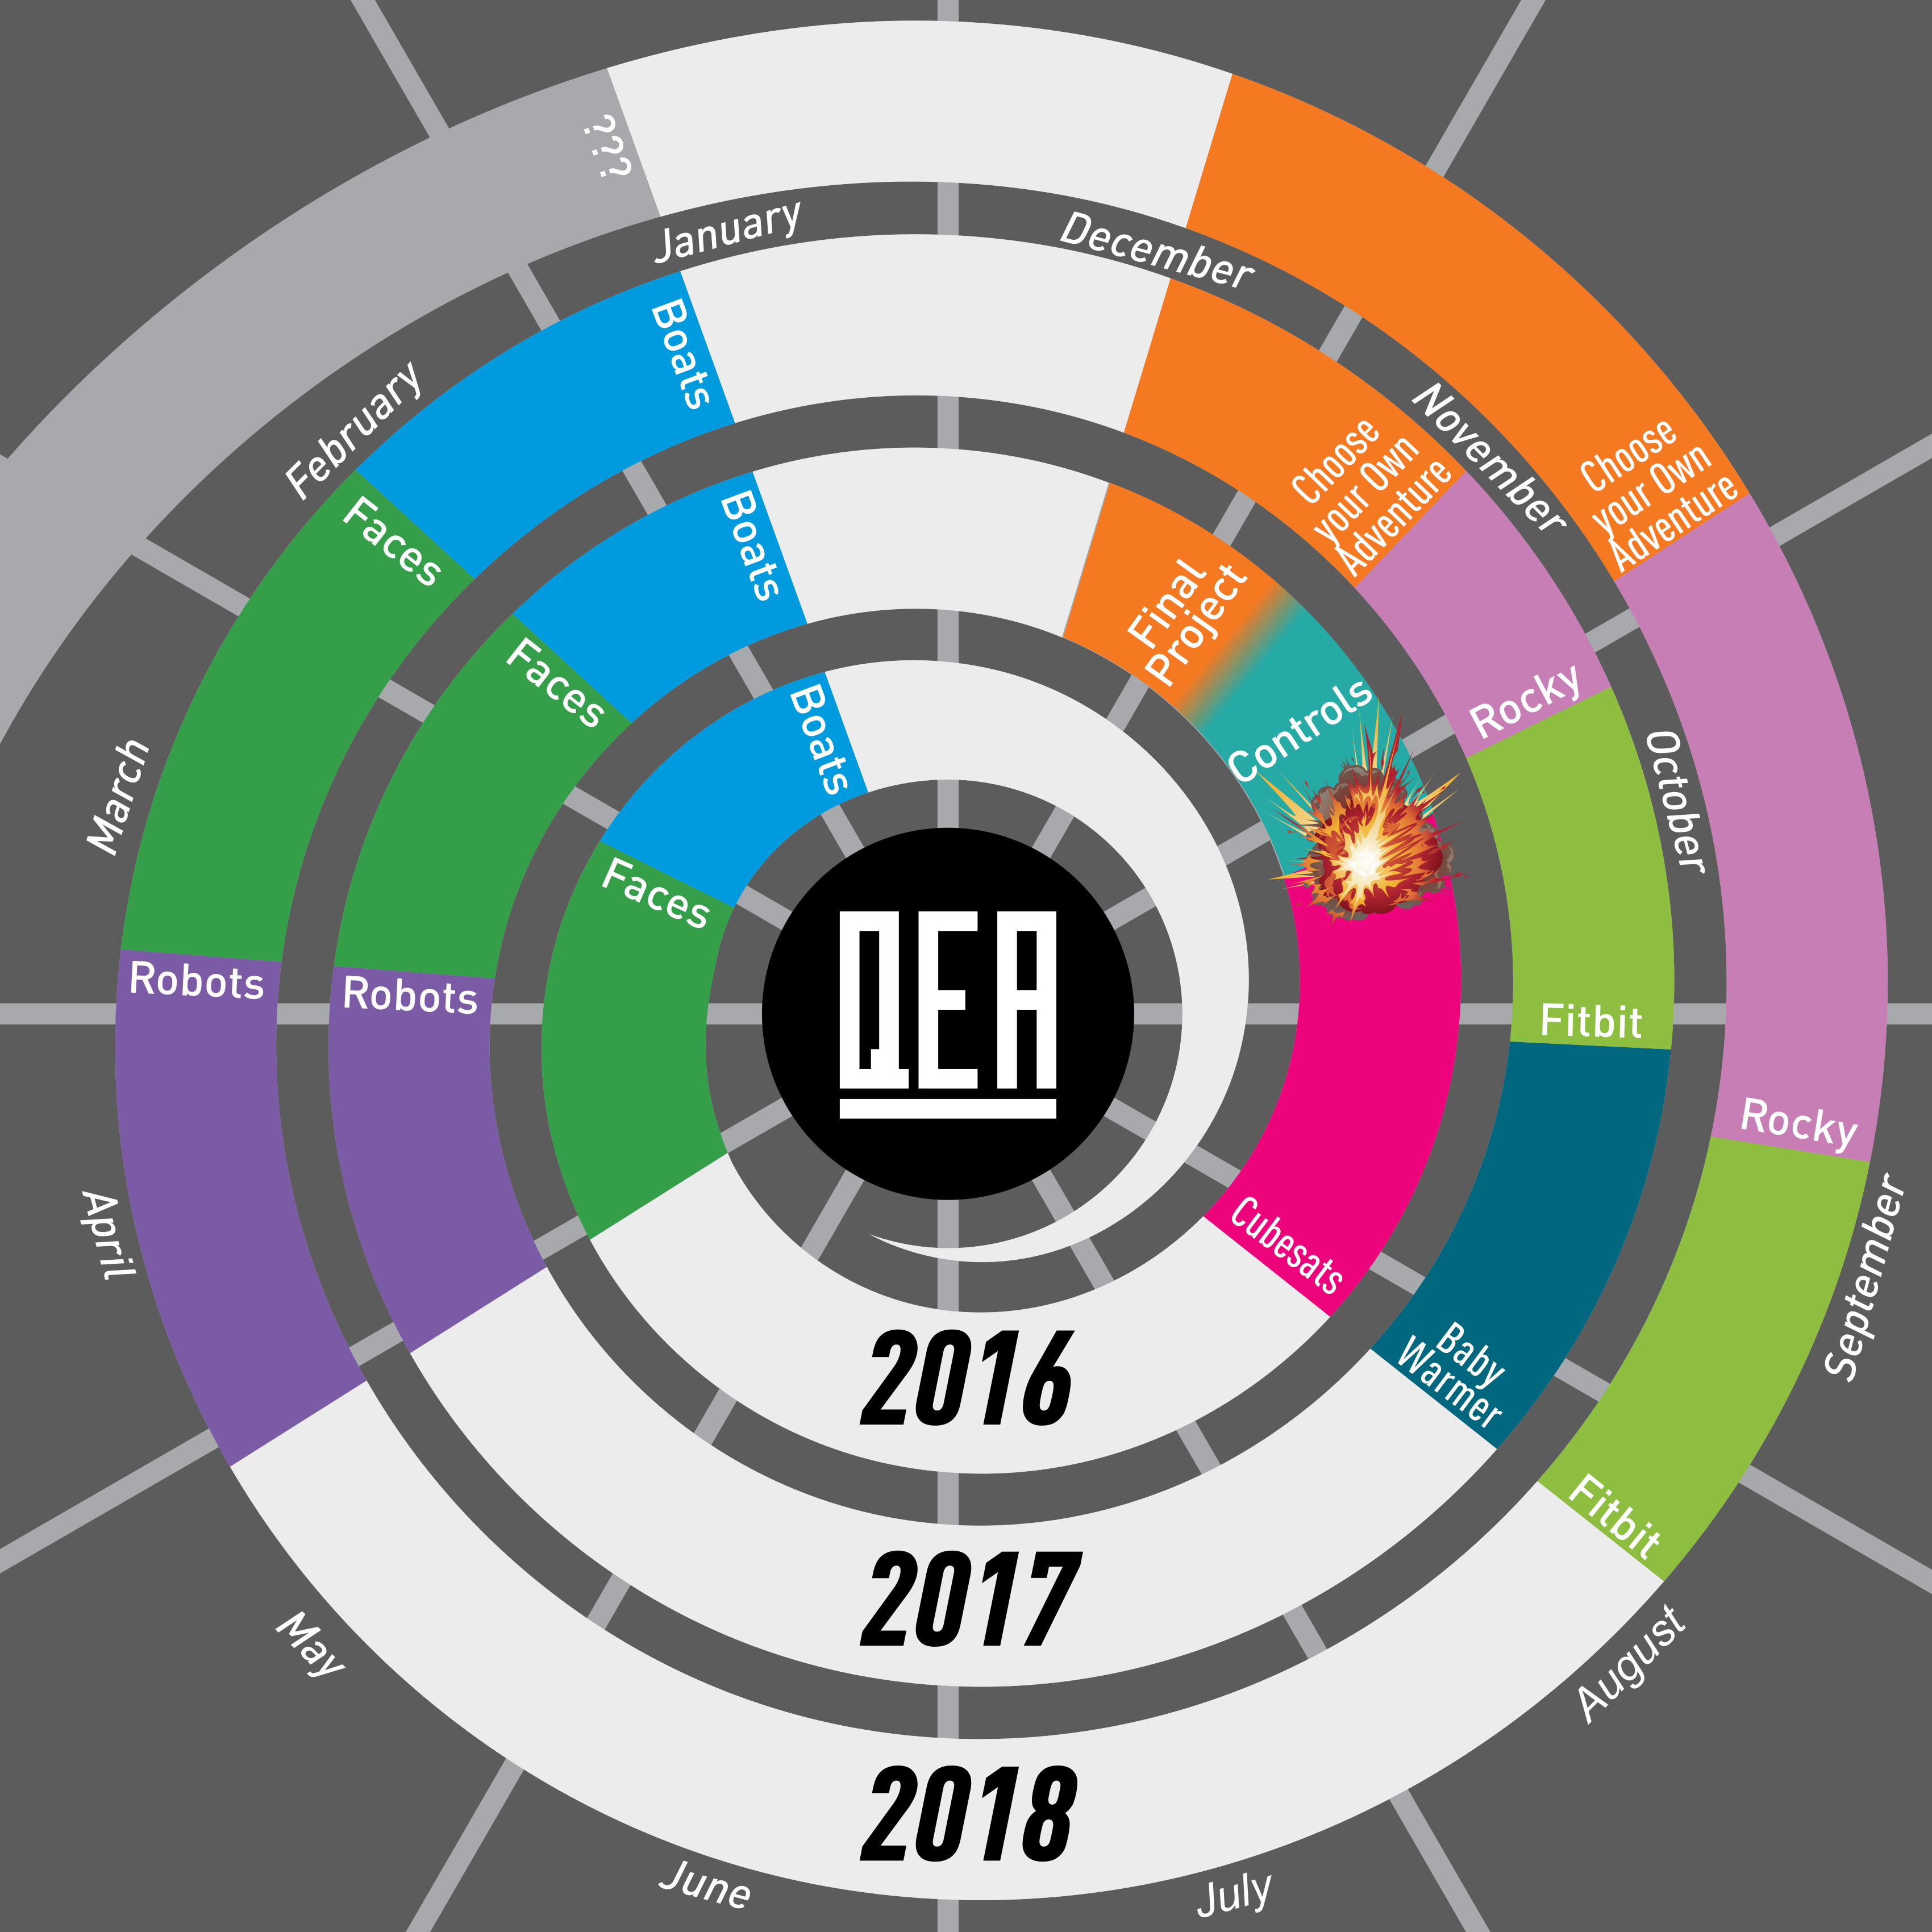 ???
January
December
Boats
Choose
your Own
Adventure
February
November
Choose
your Own
Adventure
Faces
Boats
Final
Project
Faces
Rocky
Controls
Boats
October
March
Faces
Robots
Robots
QEA
Fitbit
Rocky
April
September
Cubesats
Baby
Warmer
2016
Fitbit
2017
May
August
2018
June
July